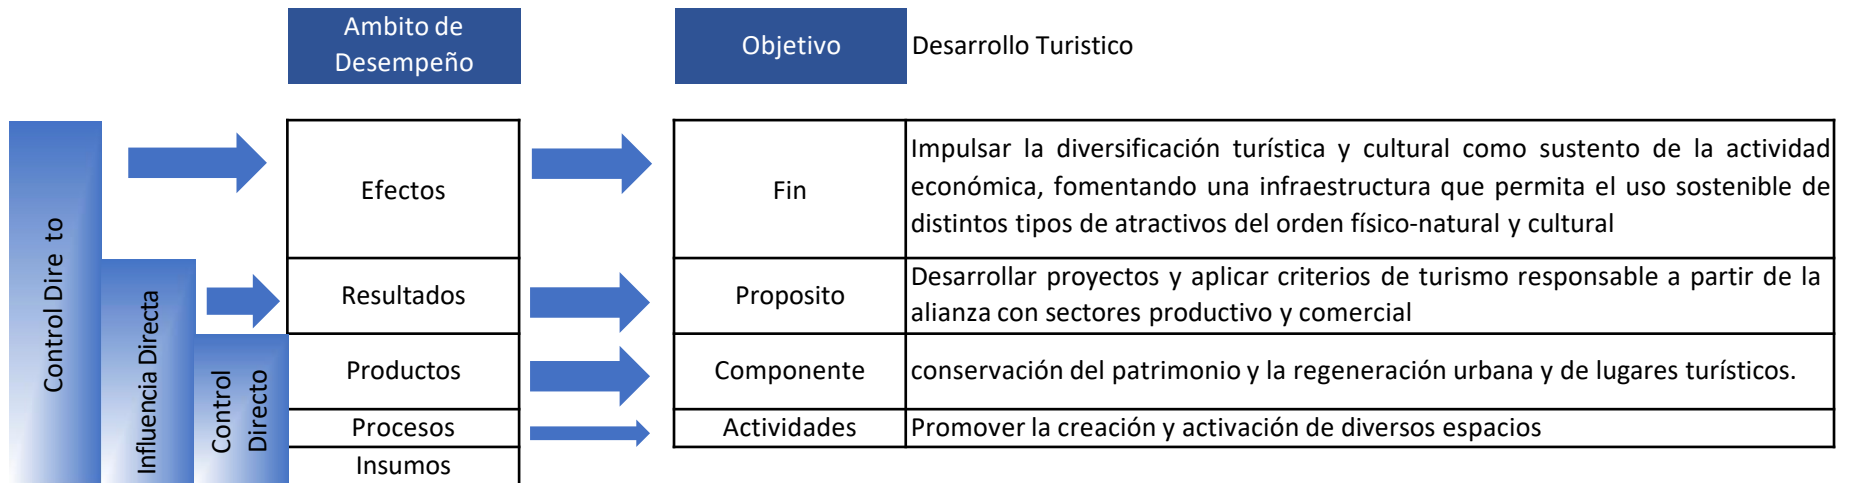 Ambito de
Desempeño
Objetivo
Desarrollo Turistico
Control Dire to
Influencia Directa
Control
Directo
Efectos
Fin
Impulsar la diversificación turística y cultural como sustento de la actividad
económica, fomentando una infraestructura que permita el uso sostenible de
distintos tipos de atractivos del orden físico-natural y cultural
Resultados
Proposito
Desarrollar proyectos y aplicar criterios de turismo responsable a partir de la
alianza con sectores productivo y comercial
Productos
Componente
conservación del patrimonio y la regeneración urbana y de lugares turísticos.
Procesos
Actividades
Promover la creación y activación de diversos espacios
Insumos